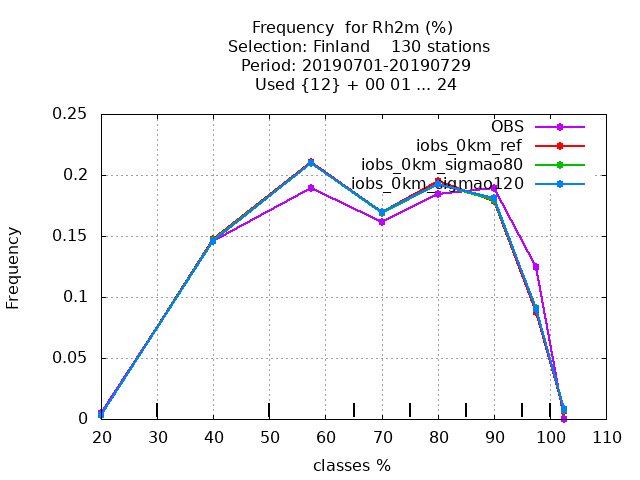 Frequency  for Rh2m (%)
Selection: Finland    130 stations
Period: 20190701-20190729
Used {12} + 00 01 ... 24
OBS
iobs_0km_ref
iobs_0km_sigmao80
iobs_0km_sigmao120
0.25
0.2
0.15
0.1
0.05
0
Frequency
20 30 40 50 60 70 80 90 100 110
classes %